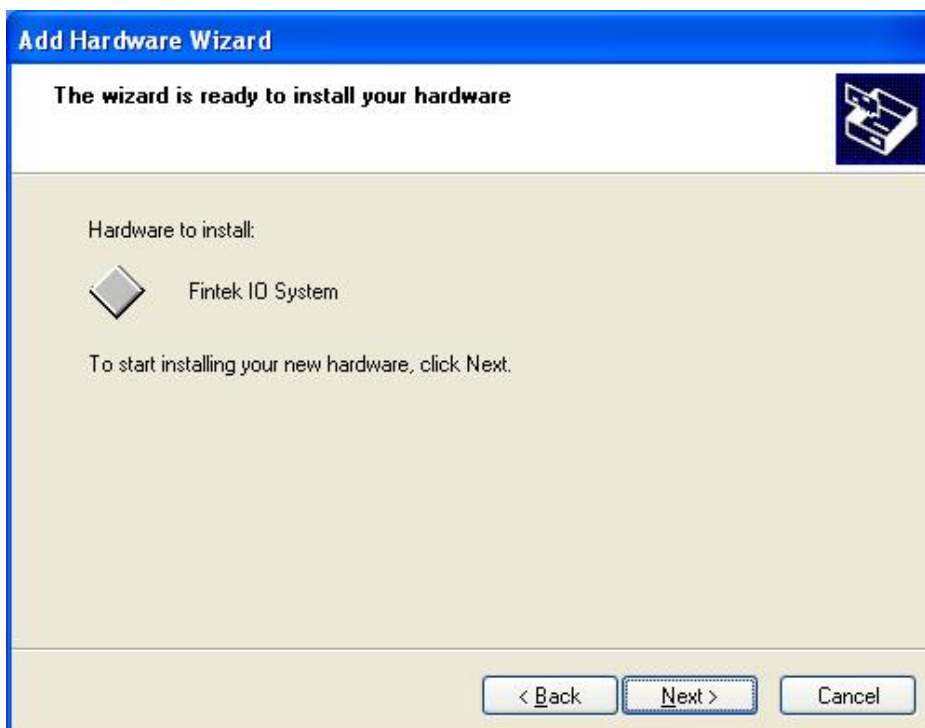 Add Hardware Wizard
The wizard is ready to install your hardware
Hardware to install:
Fintek IO System
To start installing your new hardware, click Next.
< Back
Next >
Cancel